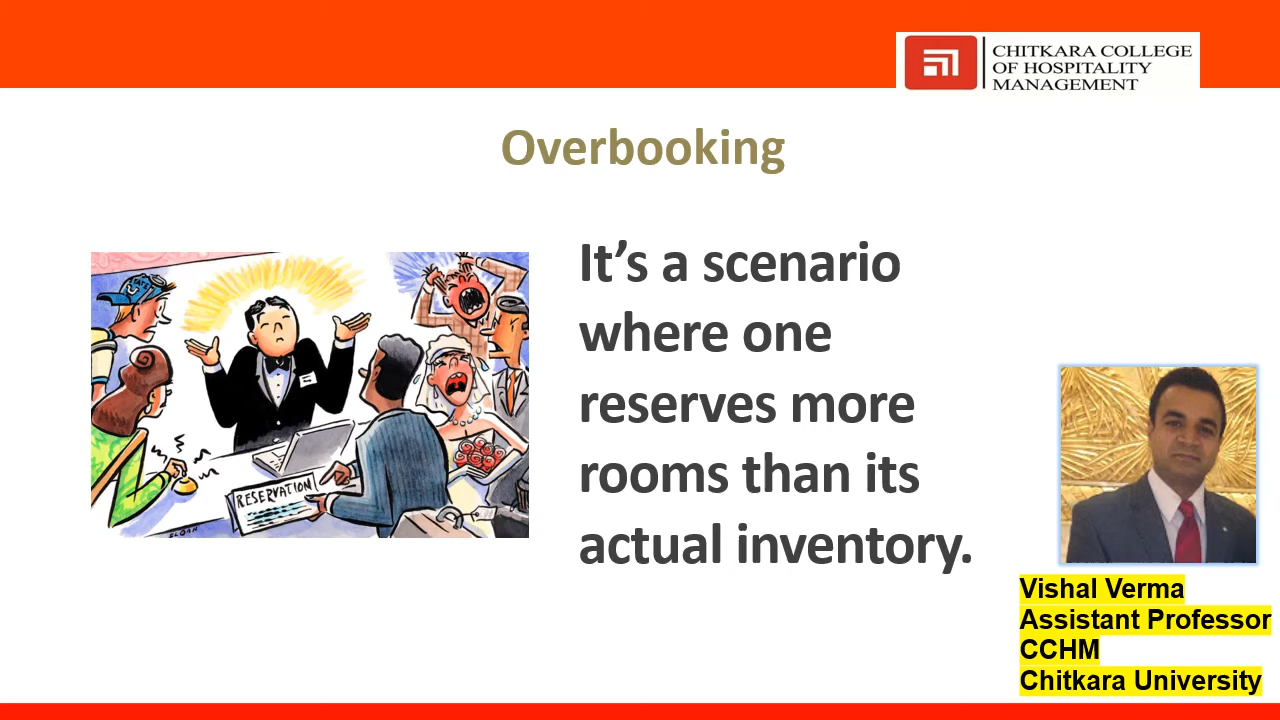 CHITKARA COLLEGE
OF HOSPITALITY
MANAGEMENT
Overbooking
It’s a scenario
where one
reserves more
rooms than its
actual inventory.
RESERVATION
Vishal Verma
Assistant Professor
CCHM
Chitkara University